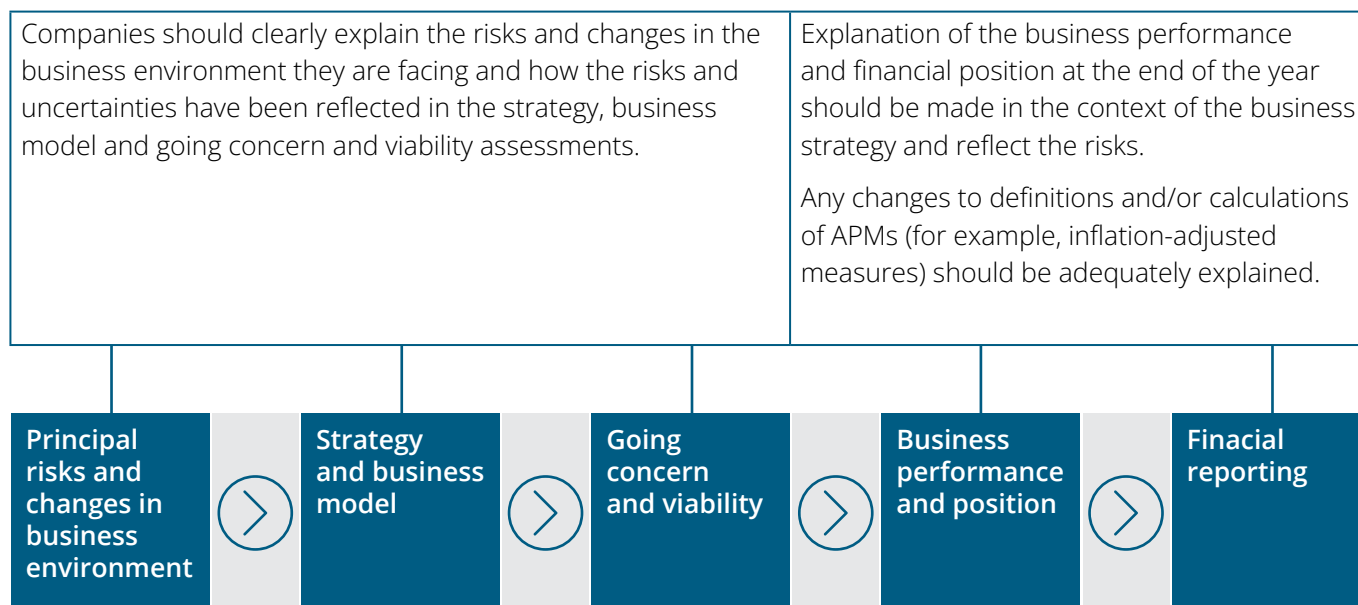 Companies should clearly explain the risks and changes in the
business environment they are facing and how the risks and
uncertainties have been reflected in the strategy, business
model and going concern and viability assessments.
Explanation of the business performance
and financial position at the end of the year
should be made in the context of the business
strategy and reflect the risks.
Any changes to definitions and/or calculations
of APMs (for example, inflation-adjusted
measures) should be adequately explained.
Principal
risks and
changes in
business
environment
Strategy
and business
model
Going
concern
and viability
Business
performance
and position
Finacial
reporting